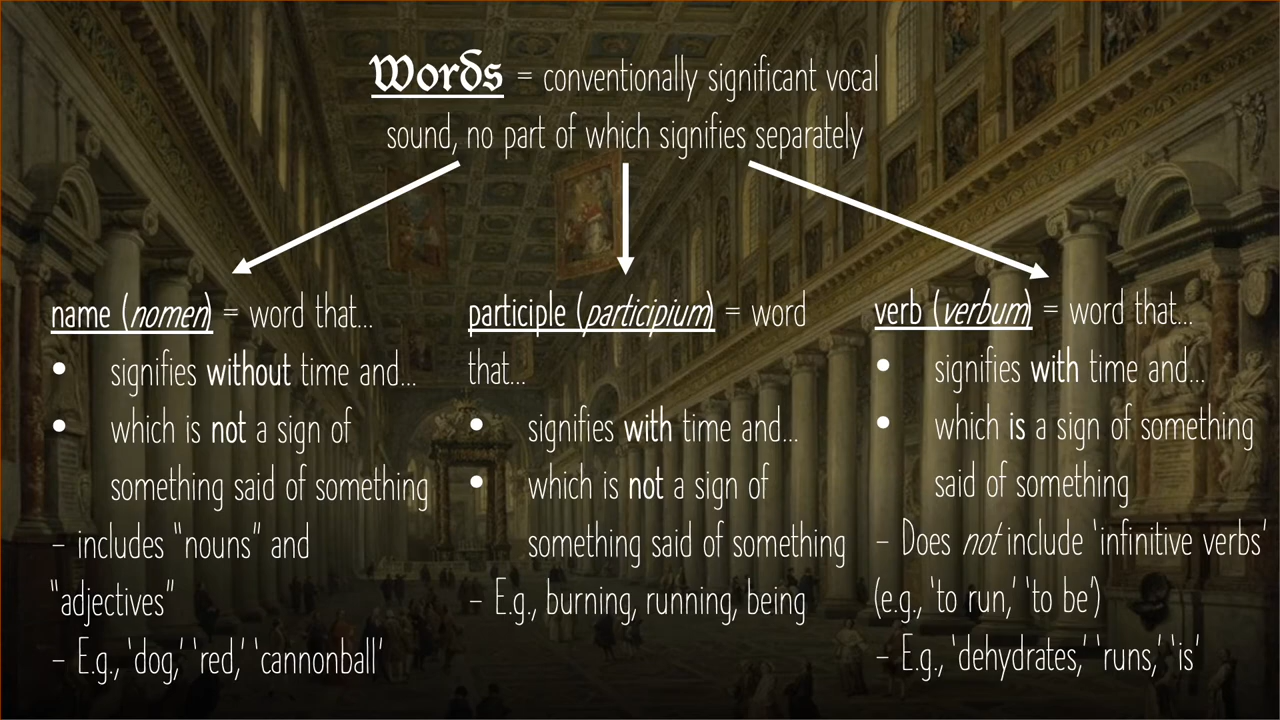 Words = conventionally significant vocal
sound, no part of which signifies separately
name (nomen) = word that...
• signifies without time and...
• which is not a sign of
something said of something
– includes "nouns" and
"adjectives"
– E.g., 'dog,' 'red,' 'cannonball'
participle (participium) = word
that...
• signifies with time and...
• which is not a sign of
something said of something
– E.g., burning, running, being
verb (verbum) = word that...
• signifies with time and...
• which is a sign of something
said of something
– Does not include 'infinitive verbs'
(e.g., 'to run,' 'to be')
– E.g., 'dehydrates,' 'runs,' 'is'